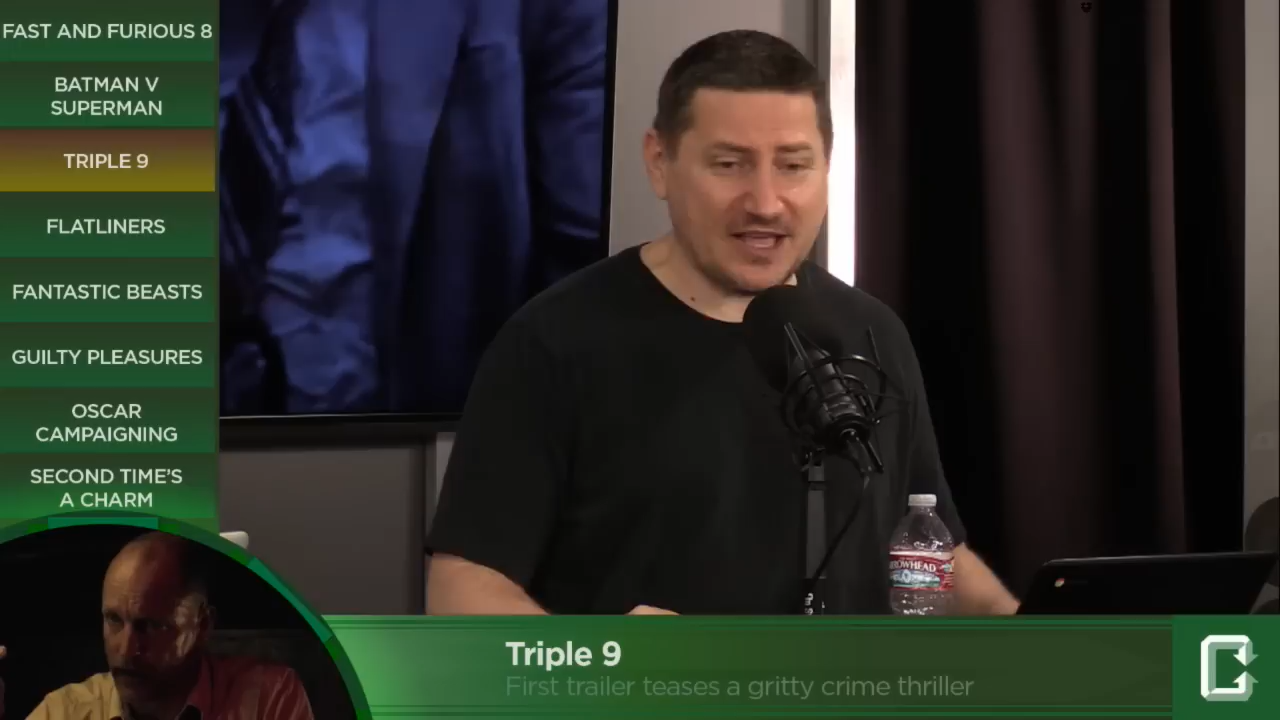 FAST AND FURIOUS 8
BATMAN V
SUPERMAN
TRIPLE 9
FLATLINERS
FANTASTIC BEASTS
GUILTY PLEASURES
OSCAR
CAMPAIGNING
SECOND TIME'S
A CHARM
ARROWHEAD
Triple 9
First trailer teases a gritty crime thriller